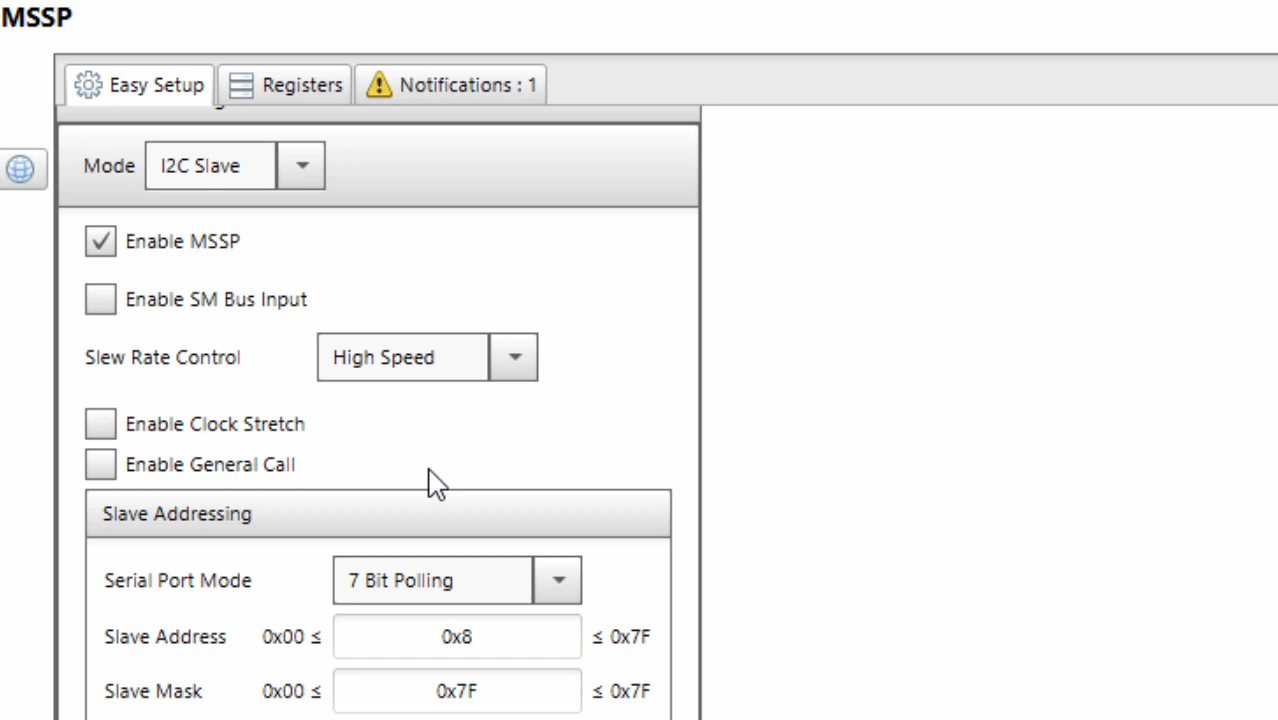 MSSP
Easy Setup Registers Notifications : 1
Mode I2C Slave
Enable MSSP
Enable SM Bus Input
Slew Rate Control High Speed
Enable Clock Stretch
Enable General Call
Slave Addressing
Serial Port Mode 7 Bit Polling
Slave Address 0x00 ≤ 0x8 ≤ 0x7F
Slave Mask 0x00 ≤ 0x7F ≤ 0x7F